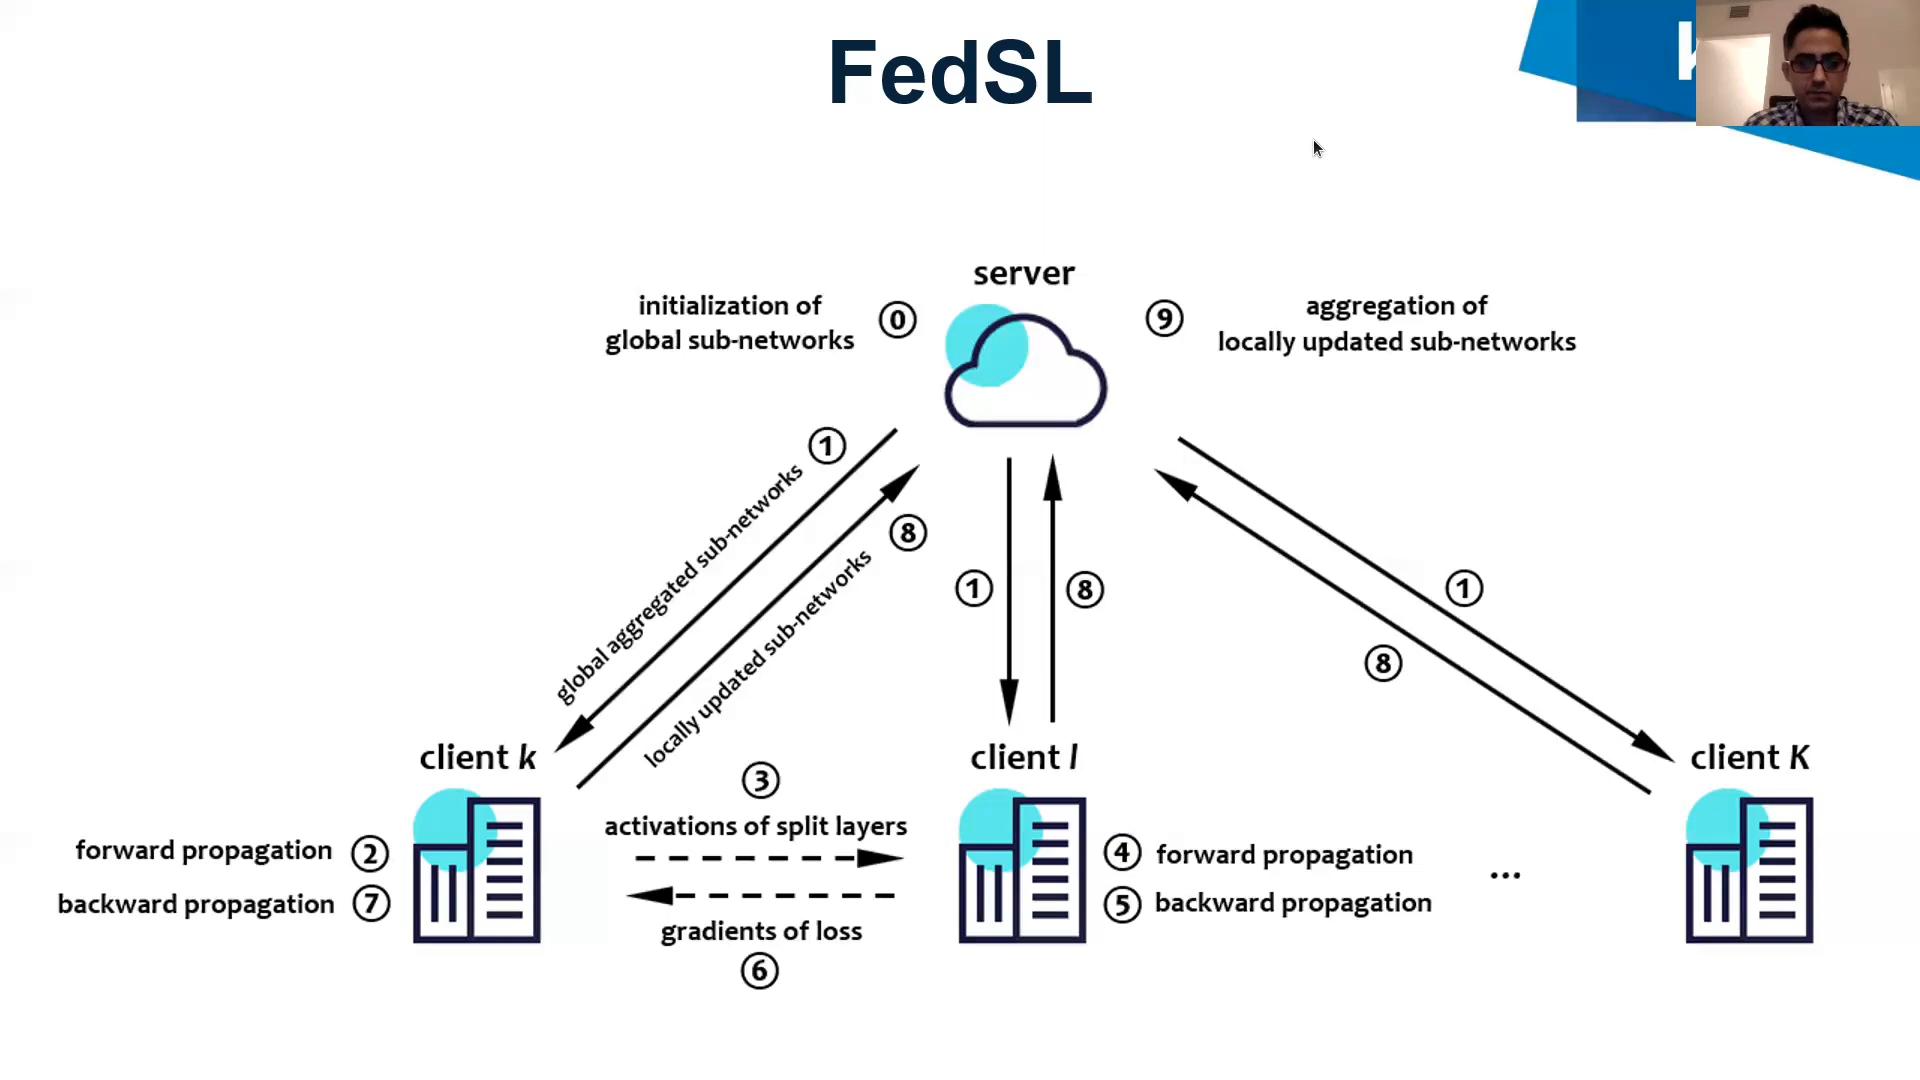 FedSL
server
initialization of
global sub-networks
0
9
aggregation of
locally updated sub-networks
1
global aggregated sub-networks
8
locally updated sub-networks
1
8
1
8
client k
client l
client K
3
activations of split layers
forward propagation 2
backward propagation 7
4 forward propagation
5 backward propagation
...
gradients of loss
6